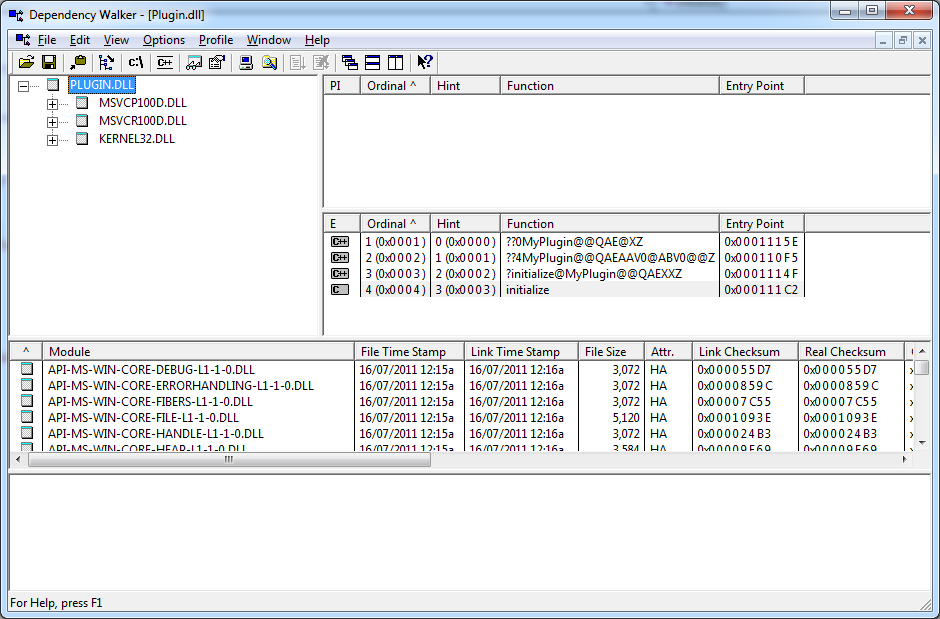 Dependency Walker - [Plugin.dll]
File Edit View Options Profile Window Help
c:\ C++
PLUGIN.DLL
MSVCP100D.DLL
MSVCR100D.DLL
KERNEL32.DLL
PI Ordinal ^ Hint Function Entry Point
E Ordinal ^ Hint Function Entry Point
C++ 1 (0x0001) 0 (0x0000) ??0MyPlugin@@QAE@XZ 0x0001115E
C++ 2 (0x0002) 1 (0x0001) ??4MyPlugin@@QAEAAV0@ABV0@@Z 0x000110F5
C++ 3 (0x0003) 2 (0x0002) ?initialize@MyPlugin@@QAEXXZ 0x0001114F
C 4 (0x0004) 3 (0x0003) initialize 0x000111C2
^ Module File Time Stamp Link Time Stamp File Size Attr. Link Checksum Real Checksum
API-MS-WIN-CORE-DEBUG-L1-1-0.DLL 16/07/2011 12:15a 16/07/2011 12:16a 3,072 HA 0x000055D7 0x000055D7
API-MS-WIN-CORE-ERRORHANDLING-L1-1-0.DLL 16/07/2011 12:15a 16/07/2011 12:16a 3,072 HA 0x0000859C 0x0000859C
API-MS-WIN-CORE-FIBERS-L1-1-0.DLL 16/07/2011 12:15a 16/07/2011 12:16a 3,072 HA 0x00007C55 0x00007C55
API-MS-WIN-CORE-FILE-L1-1-0.DLL 16/07/2011 12:15a 16/07/2011 12:16a 5,120 HA 0x0001093E 0x0001093E
API-MS-WIN-CORE-HANDLE-L1-1-0.DLL 16/07/2011 12:15a 16/07/2011 12:16a 3,072 HA 0x000024B3 0x000024B3
API-MS-WIN-CORE-HEAP-L1-1-0.DLL 16/07/2011 12:15a 16/07/2011 12:16a 3,584 HA 0x00009E69 0x00009E69
For Help, press F1